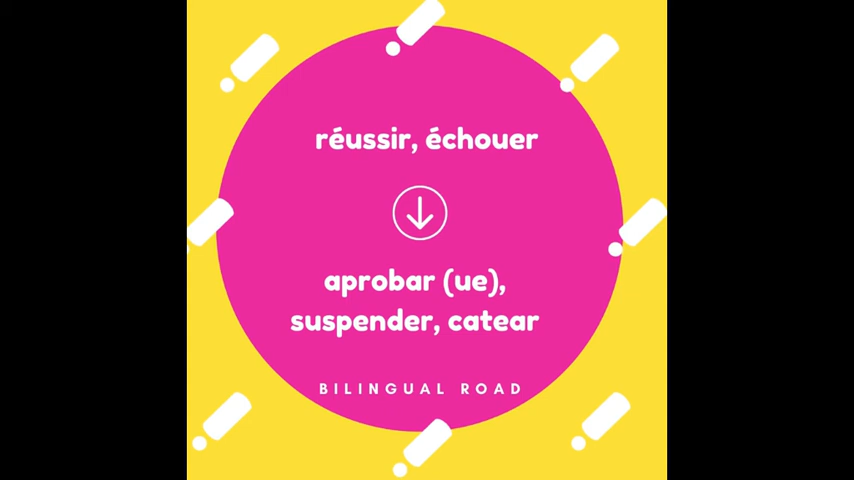 réussir, échouer
aprobar (ue),
suspender, catear
BILINGUAL ROAD